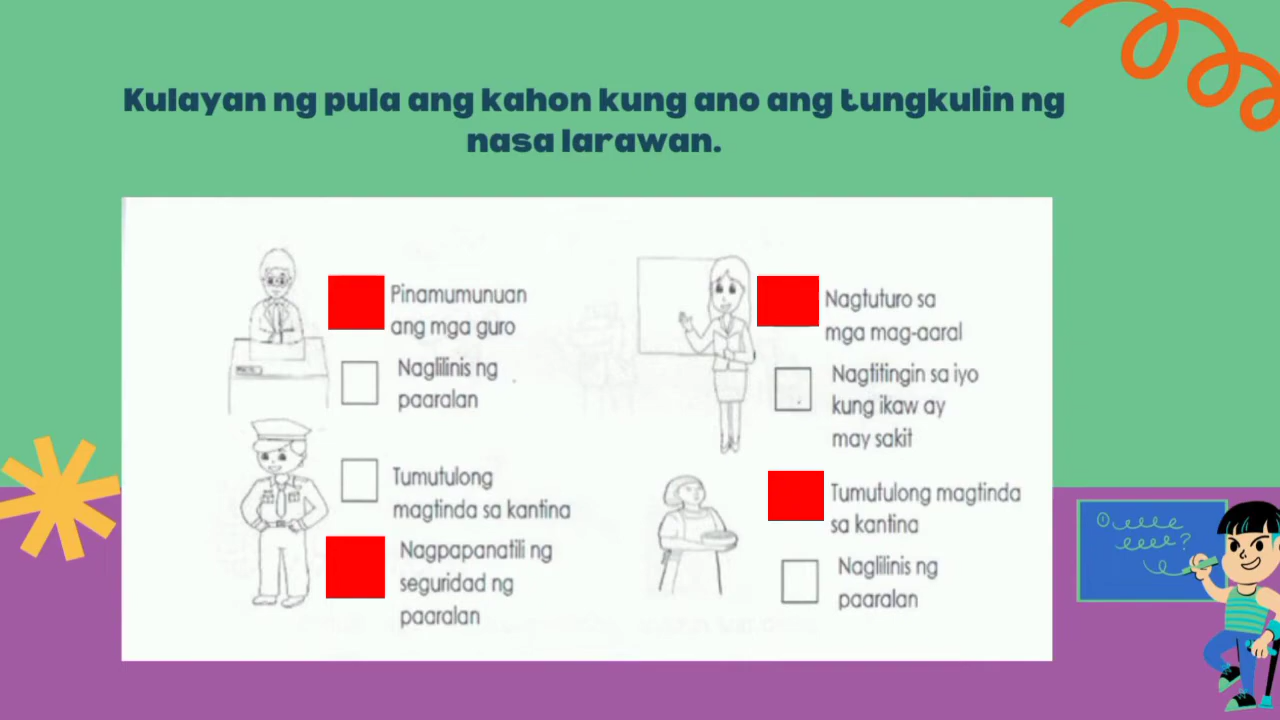 Kulayan ng pula ang kahon kung ano ang tungkulin ng
nasa larawan.
Pinamumunuan
ang mga guro
Naglilinis ng
paaralan
Tumutulong
magtinda sa kantina
Nagpapanatili ng
seguridad ng
paaralan
Nagtuturo sa
mga mag-aaral
Nagtitingin sa iyo
kung ikaw ay
may sakit
Tumutulong magtinda
sa kantina
Naglilinis ng
paaralan